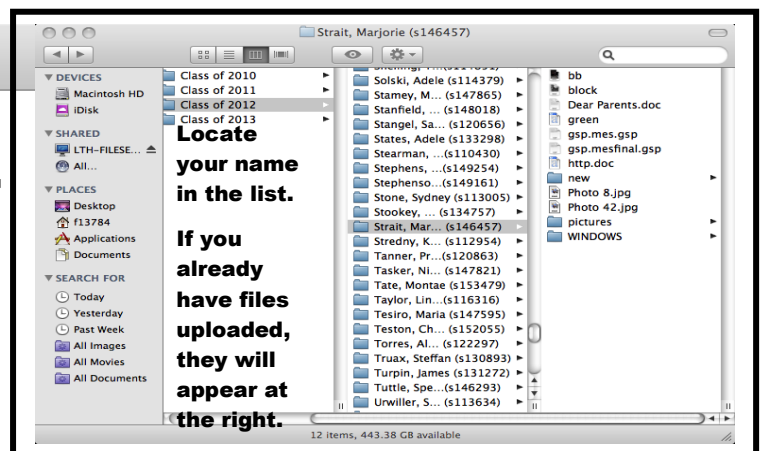 Strait, Marjorie (s146457)
DEVICES
Macintosh HD
iDisk
SHARED
LTH-FILESE...
All...
PLACES
Desktop
f13784
Applications
Documents
SEARCH FOR
Today
Yesterday
Past Week
All Images
All Movies
All Documents
Class of 2010
Class of 2011
Class of 2012
Class of 2013
Locate
your name
in the list.
If you
already
have files
uploaded,
they will
appear at
the right.
Solski, Adele (s114379)
Stamey, M... (s147865)
Stanfield, ... (s148018)
Stangel, Sa... (s120656)
States, Adele (s133298)
Stearman, ...(s110430)
Stephens, ...(s149254)
Stephenso...(s149161)
Stone, Sydney (s113005)
Stookey, ... (s134757)
Strait, Mar... (s146457)
Stredny, K... (s112954)
Tanner, Pr...(s120863)
Tasker, Ni... (s147821)
Tate, Montae (s153479)
Taylor, Lin...(s116316)
Tesiro, Maria (s147595)
Teston, Ch... (s152055)
Torres, Al... (s122297)
Truax, Steffan (s130893)
Turpin, James (s131272)
Tuttle, Spe...(s146293)
Urwiller, S... (s113634)
bb
block
Dear Parents.doc
green
gsp.mes.gsp
gsp.mesfinal.gsp
http.doc
new
Photo 8.jpg
Photo 42.jpg
pictures
WINDOWS
12 items, 443.38 GB available